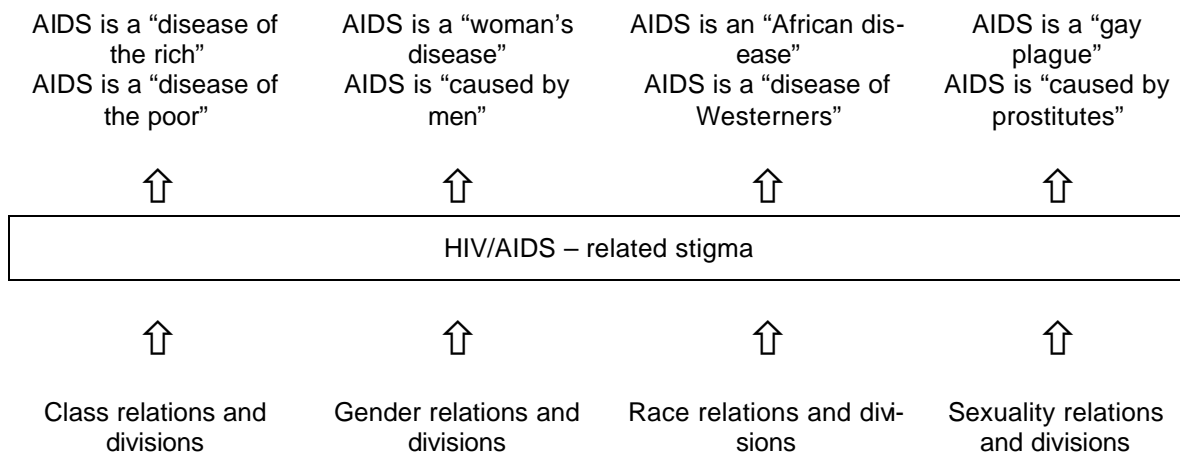 AIDS is a “disease of
the rich”
AIDS is a “disease of
the poor”
AIDS is a “woman’s
disease”
AIDS is “caused by
men”
AIDS is an “African dis-
ease”
AIDS is a “disease of
Westerners”
AIDS is a “gay
plague”
AIDS is “caused by
prostitutes”
HIV/AIDS – related stigma
Class relations and
divisions
Gender relations and
divisions
Race relations and divi-
sions
Sexuality relations
and divisions